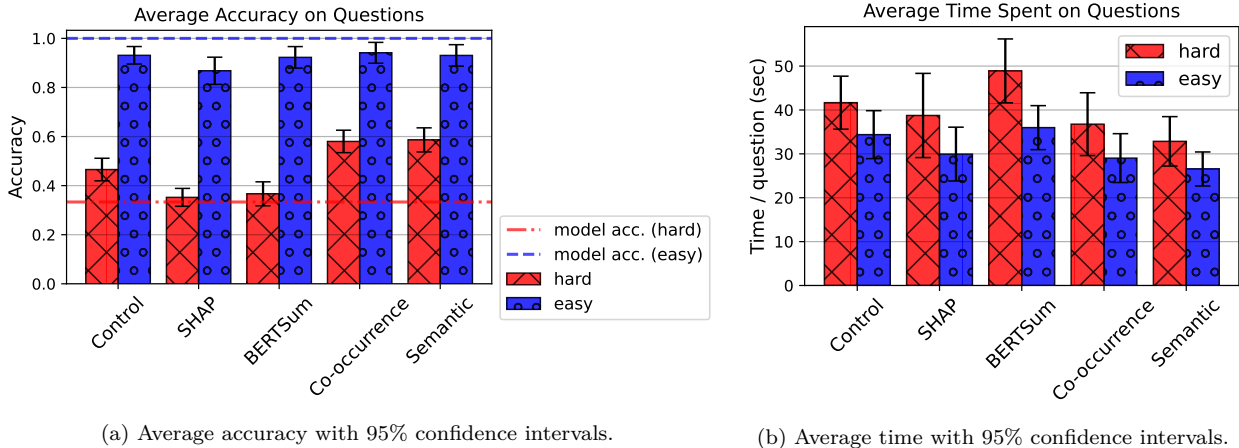 Average Accuracy on Questions
Accuracy
1.0
0.8
0.6
0.4
0.2
0.0
Control
SHAP
BERTSum
Co-occurrence
Semantic
model acc. (hard)
model acc. (easy)
hard
easy
(a) Average accuracy with 95% confidence intervals.
Average Time Spent on Questions
Time / question (sec)
50
40
30
20
10
0
hard
easy
Control
SHAP
BERTSum
Co-occurrence
Semantic
(b) Average time with 95% confidence intervals.